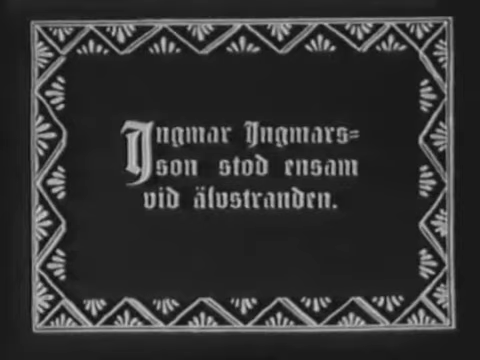 Ingmar Ingmars=
son stod ensam
vid älvstranden.